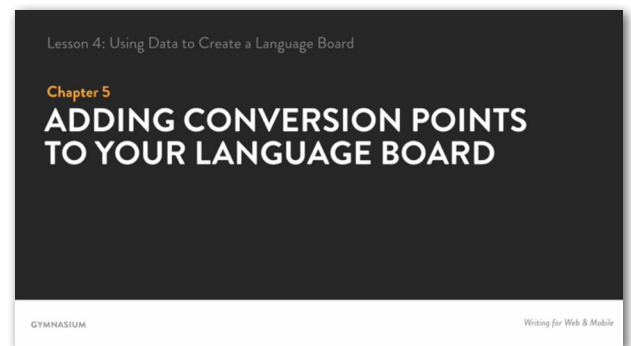 Lesson 4: Using Data to Create a Language Board
Chapter 5
ADDING CONVERSION POINTS
TO YOUR LANGUAGE BOARD
GYMNASIUM
Writing for Web & Mobile